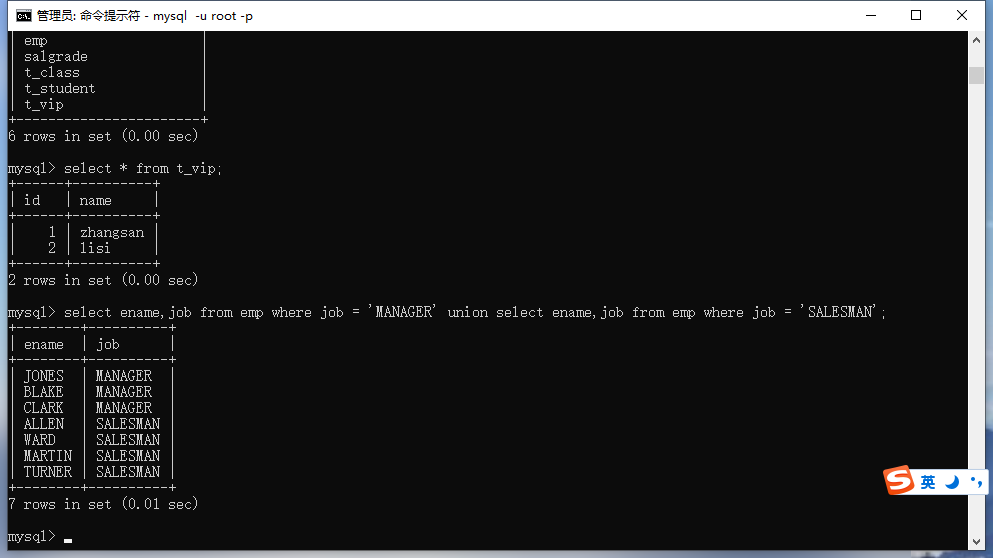 管理员: 命令提示符 - mysql  -u root -p
| emp                   |
| salgrade              |
| t_class               |
| t_student             |
| t_vip                 |
+-----------------------+
6 rows in set (0.00 sec)
mysql> select * from t_vip;
+------+----------+
| id   | name     |
+------+----------+
|    1 | zhangsan |
|    2 | lisi     |
+------+----------+
2 rows in set (0.00 sec)
mysql> select ename,job from emp where job = 'MANAGER' union select ename,job from emp where job = 'SALESMAN';
+--------+----------+
| ename  | job      |
+--------+----------+
| JONES  | MANAGER  |
| BLAKE  | MANAGER  |
| CLARK  | MANAGER  |
| ALLEN  | SALESMAN |
| WARD   | SALESMAN |
| MARTIN | SALESMAN |
| TURNER | SALESMAN |
+--------+----------+
7 rows in set (0.01 sec)
mysql>
S 英